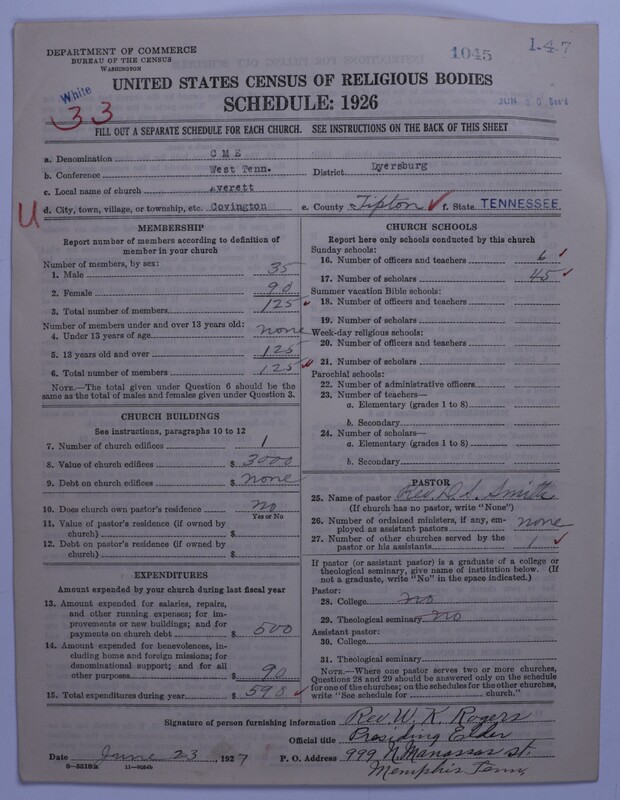 DEPARTMENT OF COMMERCE
BUREAU OF THE CENSUS
WASHINGTON
1045
1-4-7
White
33
UNITED STATES CENSUS OF RELIGIOUS BODIES
SCHEDULE: 1926
JUN 30 Rec'd
FILL OUT A SEPARATE SCHEDULE FOR EACH CHURCH. SEE INSTRUCTIONS ON THE BACK OF THIS SHEET
a. Denomination C M E
b. Conference West Tenn. District Dyersburg
c. Local name of church Averett
U d. City, town, village, or township, etc. Covington e. County Tipton f. State TENNESSEE
MEMBERSHIP
Report number of members according to definition of
member in your church
Number of members, by sex:
1. Male 35
2. Female 90
3. Total number of members 125
Number of members under and over 13 years old:
4. Under 13 years of age none
5. 13 years old and over 125
6. Total number of members 125
NOTE.—The total given under Question 6 should be the
same as the total of males and females given under Question 3.
CHURCH BUILDINGS
See instructions, paragraphs 10 to 12
7. Number of church edifices 1
8. Value of church edifices $ 3000
9. Debt on church edifices $ none
10. Does church own pastor's residence no
Yes or No
11. Value of pastor's residence (if owned by
church) $
12. Debt on pastor's residence (if owned by
church) $
EXPENDITURES
Amount expended by your church during last fiscal year
13. Amount expended for salaries, repairs,
and other running expenses; for im-
provements or new buildings; and for
payments on church debt $ 500
14. Amount expended for benevolences, in-
cluding home and foreign missions; for
denominational support; and for all
other purposes $ 90
15. Total expenditures during year $ 590
CHURCH SCHOOLS
Report here only schools conducted by this church
Sunday schools:
16. Number of officers and teachers 6
17. Number of scholars 45
Summer vacation Bible schools:
18. Number of officers and teachers
19. Number of scholars
Week-day religious schools:
20. Number of officers and teachers
21. Number of scholars
Parochial schools:
22. Number of administrative officers
23. Number of teachers—
a. Elementary (grades 1 to 8)
b. Secondary
24. Number of scholars—
a. Elementary (grades 1 to 8)
b. Secondary
PASTOR
25. Name of pastor Rev. D. S. Smith
(If church has no pastor, write "None")
26. Number of ordained ministers, if any, em-
ployed as assistant pastors none
27. Number of other churches served by the
pastor or his assistants 1
If pastor (or assistant pastor) is a graduate of a college or
theological seminary, give name of institution below. (If
not a graduate, write "No" in the space indicated.)
Pastor:
28. College no
29. Theological seminary no
Assistant pastor:
30. College
31. Theological seminary
NOTE.—Where one pastor serves two or more churches,
Questions 28 and 29 should be answered only on the schedule
for one of the churches; on the schedules for the other churches,
write "See schedule for church."
Signature of person furnishing information Rev. W. K. Rogers
Official title Presiding Elder
Date June 23, 1927 P. O. Address 999 N. Manassas st.
Memphis Tenn